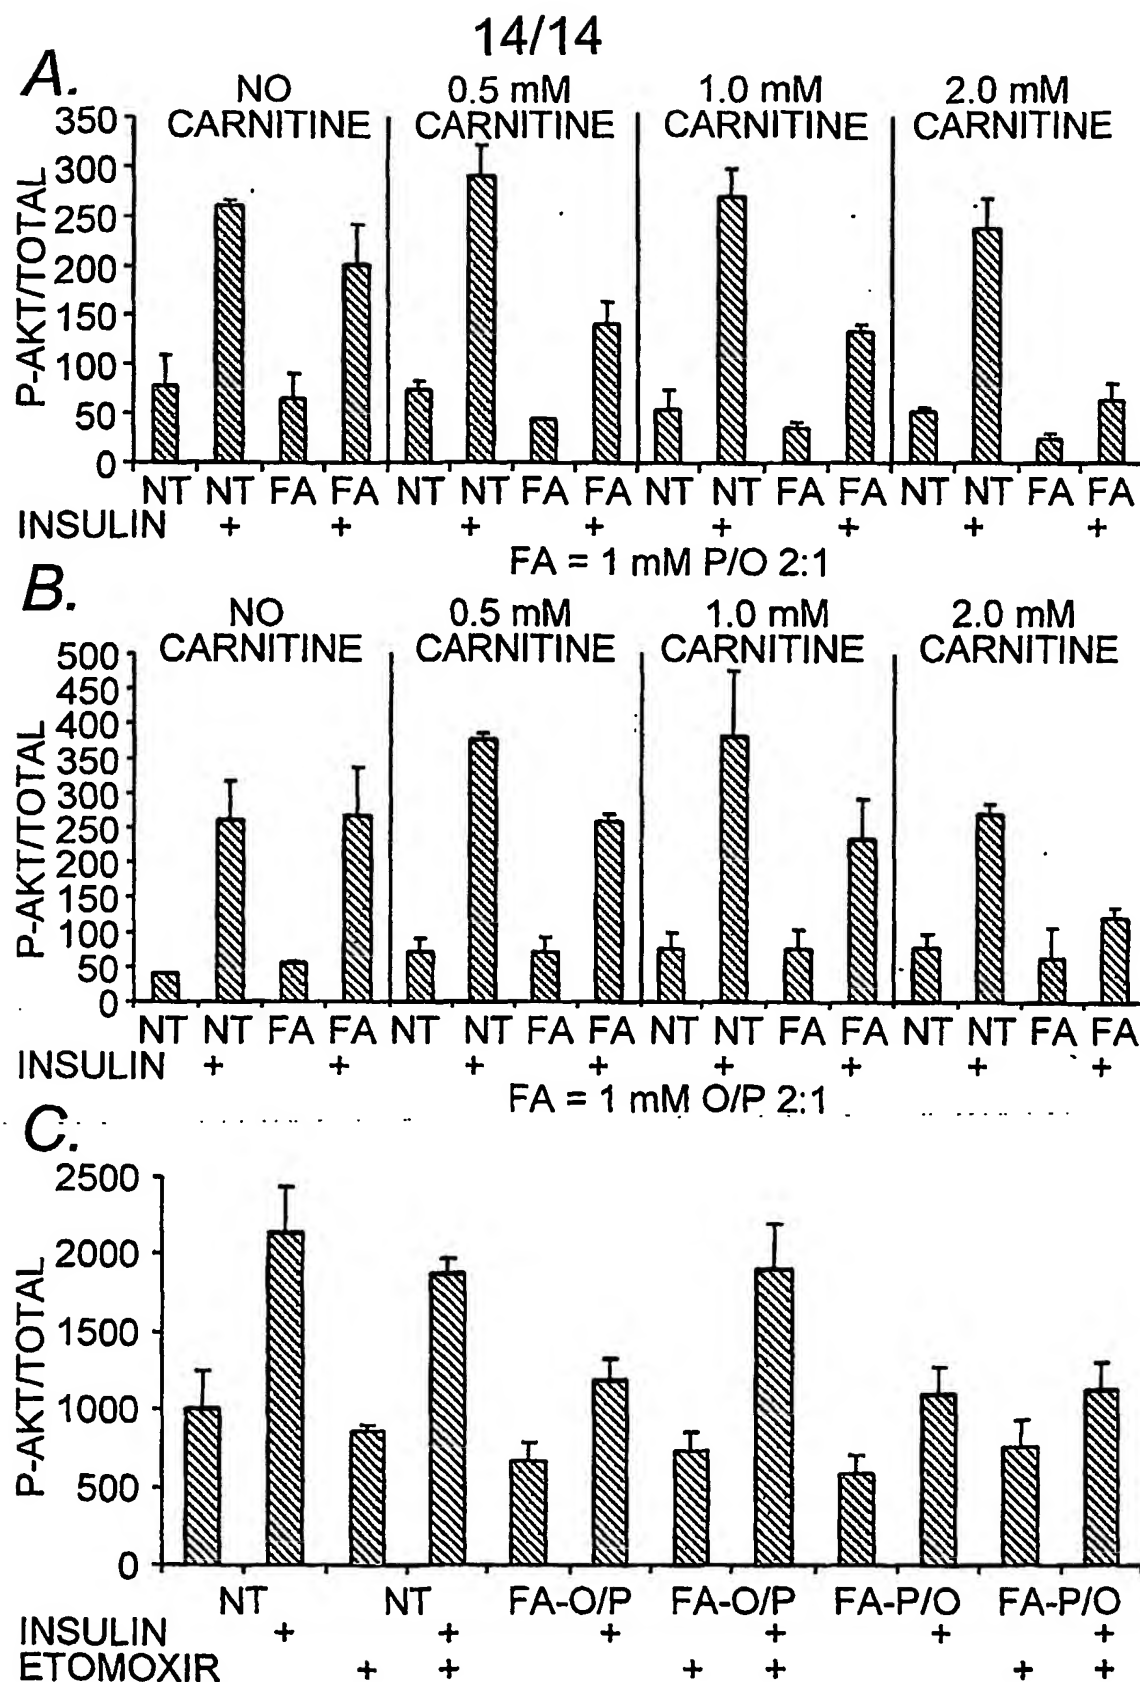 14/14
A.
NO CARNITINE
0.5 mM CARNITINE
1.0 mM CARNITINE
2.0 mM CARNITINE
P-AKT/TOTAL
350
300
250
200
150
100
50
0
NT NT FA FA NT NT FA FA NT NT FA FA NT NT FA FA
INSULIN + + + + + + + +
FA = 1 mM P/O 2:1
B.
NO CARNITINE
0.5 mM CARNITINE
1.0 mM CARNITINE
2.0 mM CARNITINE
P-AKT/TOTAL
500
450
400
350
300
250
200
150
100
50
0
NT NT FA FA NT NT FA FA NT NT FA FA NT NT FA FA
INSULIN + + + + + + + +
FA = 1 mM O/P 2:1
C.
P-AKT/TOTAL
2500
2000
1500
1000
500
0
NT NT FA-O/P FA-O/P FA-P/O FA-P/O
INSULIN + + + + + +
ETOMOXIR + + + + + +